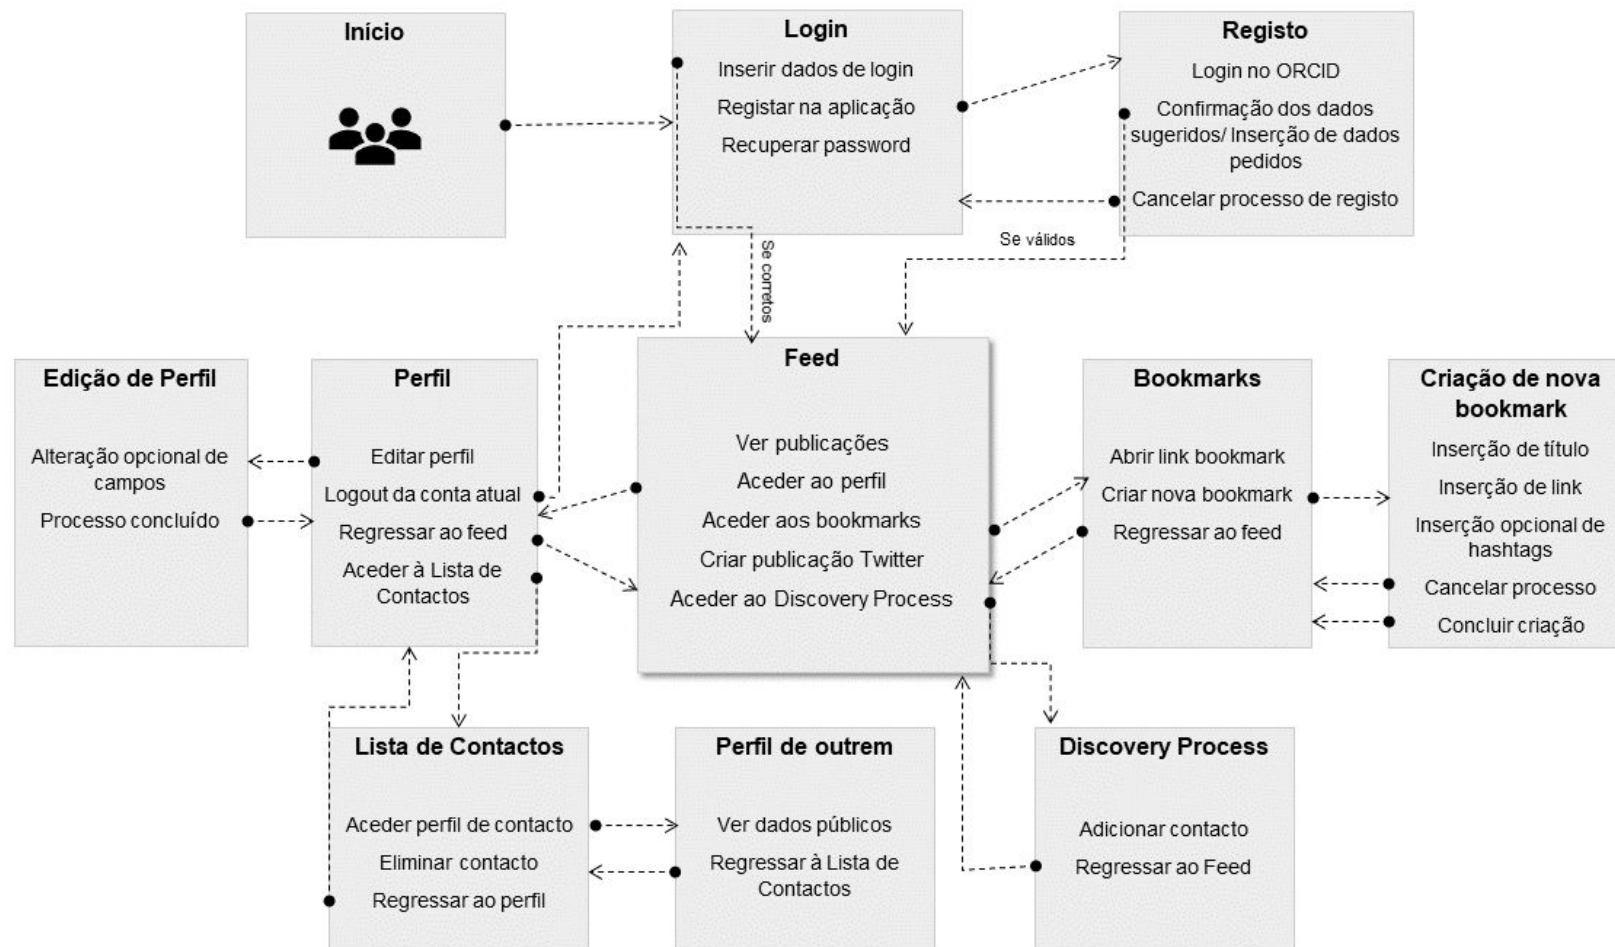 Início
Login
Inserir dados de login
Registar na aplicação
Recuperar password
Registo
Login no ORCID
Confirmação dos dados
sugeridos/ Inserção de dados
pedidos
Cancelar processo de registo
Se corretos
Se válidos
Edição de Perfil
Alteração opcional de
campos
Processo concluído
Perfil
Editar perfil
Logout da conta atual
Regressar ao feed
Aceder à Lista de
Contactos
Feed
Ver publicações
Aceder ao perfil
Aceder aos bookmarks
Criar publicação Twitter
Aceder ao Discovery Process
Bookmarks
Abrir link bookmark
Criar nova bookmark
Regressar ao feed
Criação de nova
bookmark
Inserção de título
Inserção de link
Inserção opcional de
hashtags
Cancelar processo
Concluir criação
Lista de Contactos
Aceder perfil de contacto
Eliminar contacto
Regressar ao perfil
Perfil de outrem
Ver dados públicos
Regressar à Lista de
Contactos
Discovery Process
Adicionar contacto
Regressar ao Feed